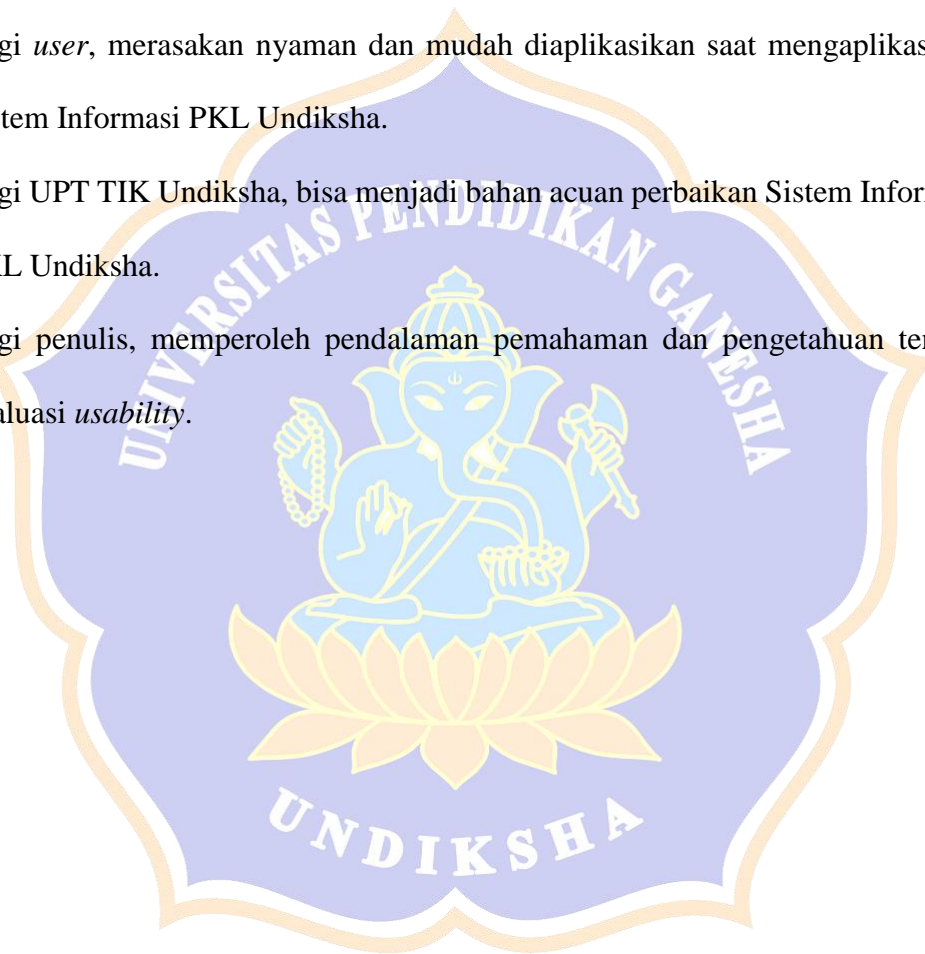 gi user, merasakan nyaman dan mudah diaplikasikan saat mengaplikas
tem Informasi PKL Undiksha.
gi UPT TIK Undiksha, bisa menjadi bahan acuan perbaikan Sistem Infor
L Undiksha.
gi penulis, memperoleh pendalaman pemahaman dan pengetahuan ter
aluasi usability.
UNIVERSITAS PENDIDIKAN GANESHA
UNDIKSHA